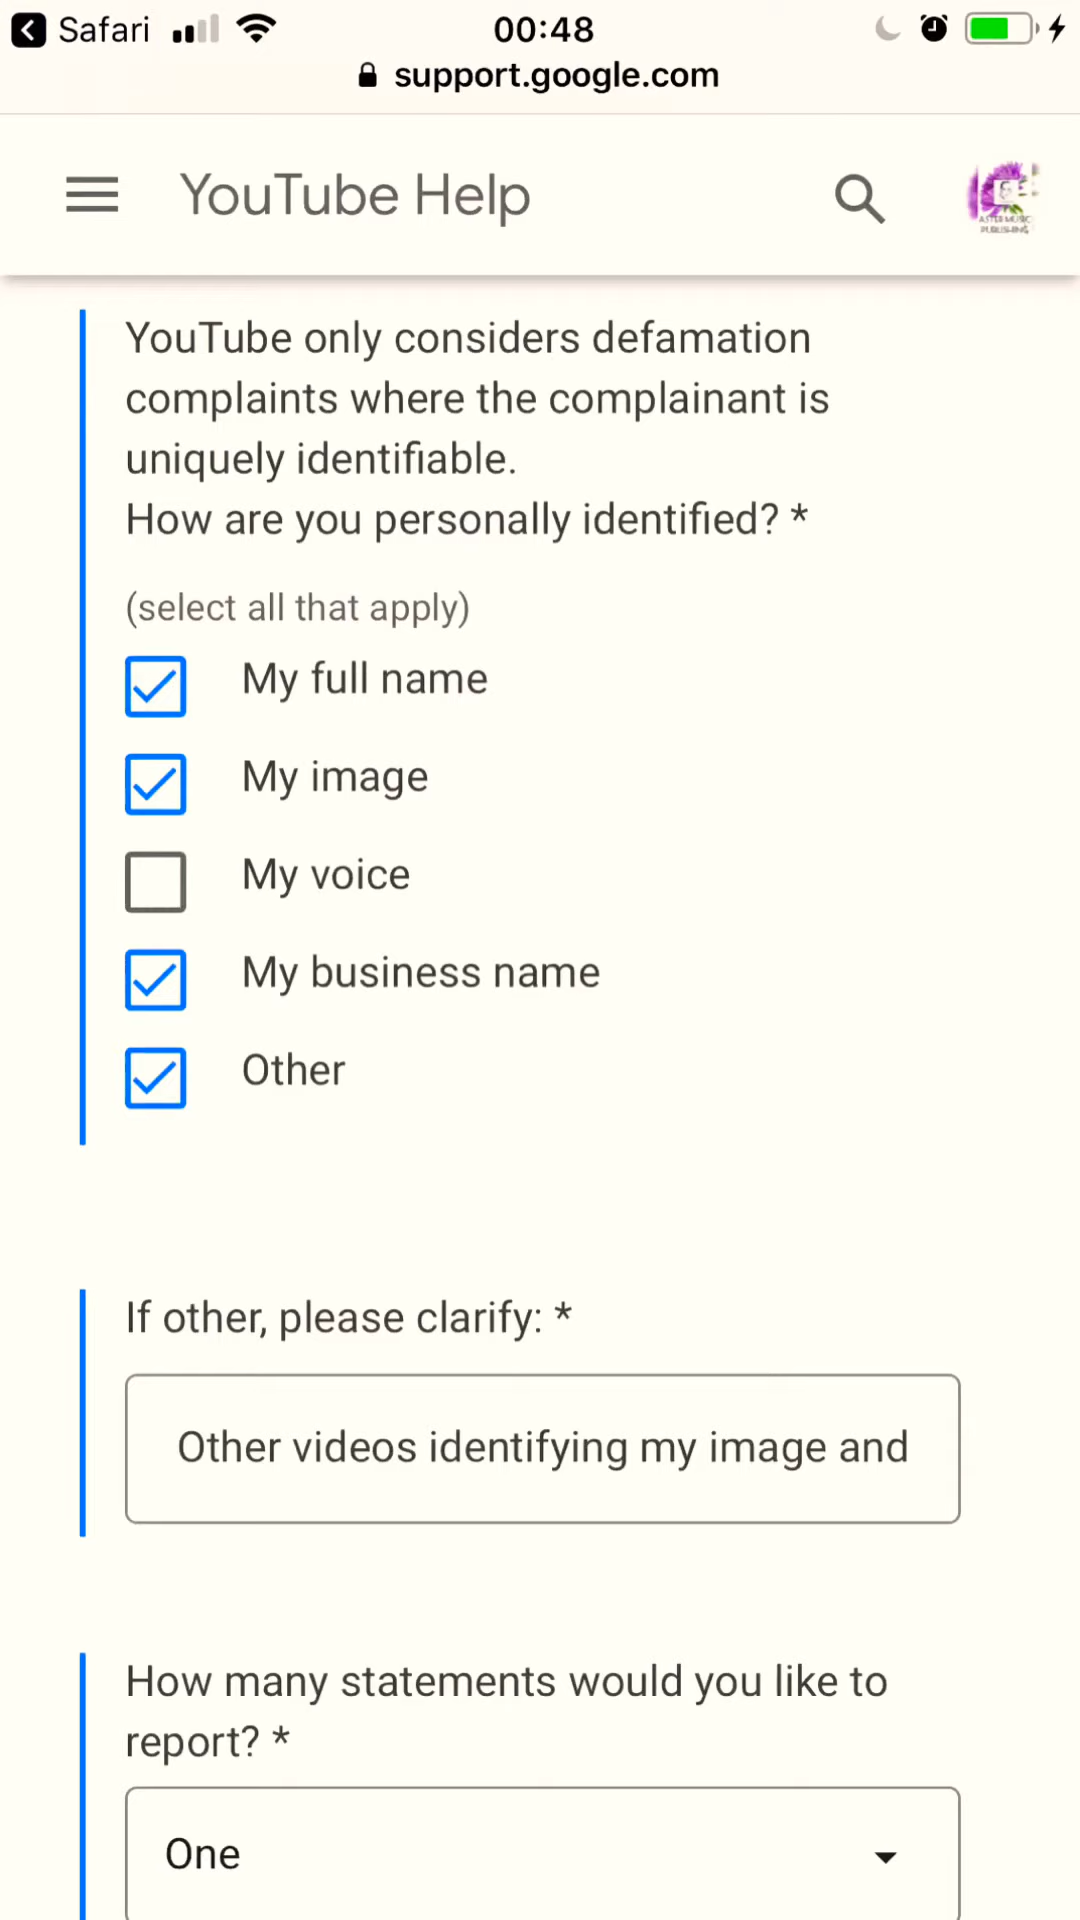 Safari 00:48
support.google.com
YouTube Help
ASTER MUSIC
PUBLISHING
YouTube only considers defamation
complaints where the complainant is
uniquely identifiable.
How are you personally identified? *
(select all that apply)
My full name
My image
My voice
My business name
Other
If other, please clarify: *
Other videos identifying my image and
How many statements would you like to
report? *
One